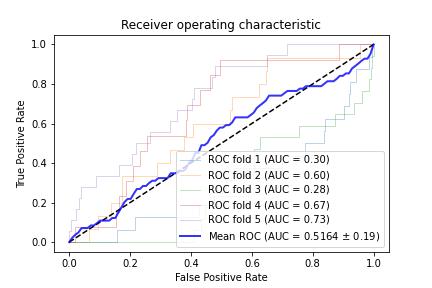 Receiver operating characteristic
True Positive Rate
1.0
0.8
0.6
0.4
0.2
0.0
ROC fold 1 (AUC = 0.30)
ROC fold 2 (AUC = 0.60)
ROC fold 3 (AUC = 0.28)
ROC fold 4 (AUC = 0.67)
ROC fold 5 (AUC = 0.73)
Mean ROC (AUC = 0.5164 ± 0.19)
0.0 0.2 0.4 0.6 0.8 1.0
False Positive Rate